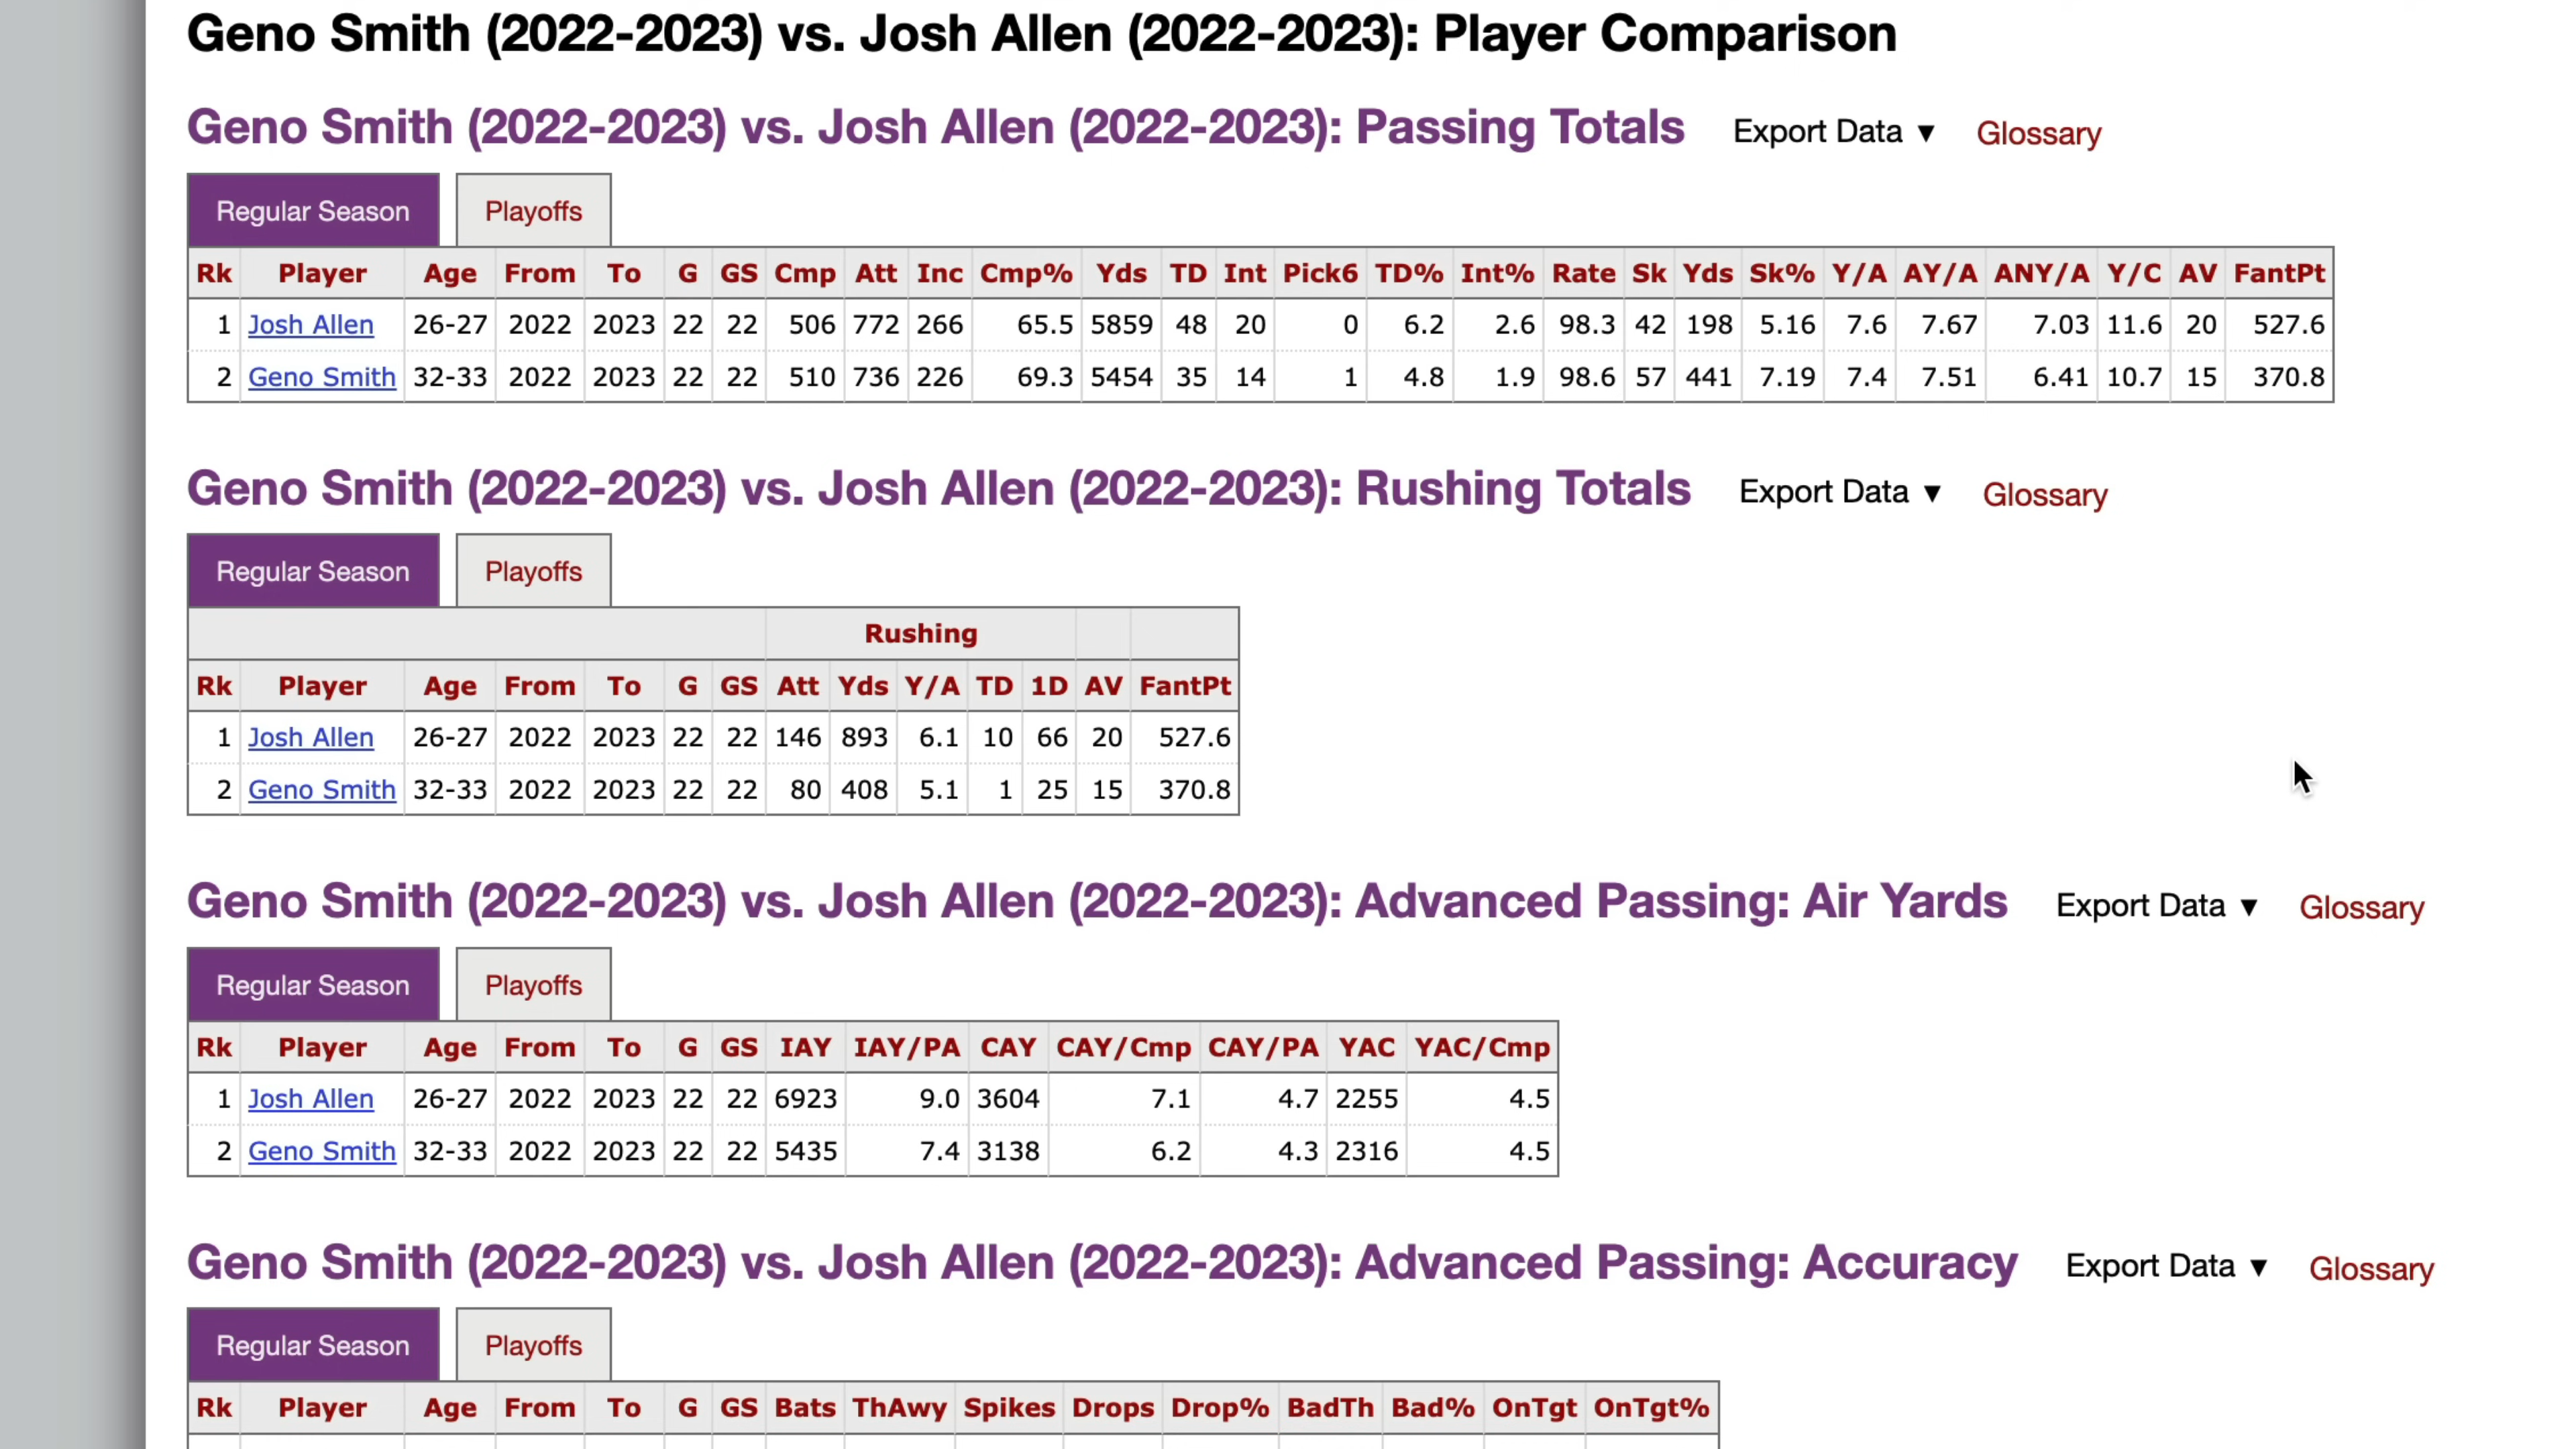 Geno Smith (2022-2023) vs. Josh Allen (2022-2023): Player Comparison
Geno Smith (2022-2023) vs. Josh Allen (2022-2023): Passing Totals Export Data ▼ Glossary
Regular Season Playoffs
Rk Player Age From To G GS Cmp Att Inc Cmp% Yds TD Int Pick6 TD% Int% Rate Sk Yds Sk% Y/A AY/A ANY/A Y/C AV FantPt
1 Josh Allen 26-27 2022 2023 22 22 506 772 266 65.5 5859 48 20 0 6.2 2.6 98.3 42 198 5.16 7.6 7.67 7.03 11.6 20 527.6
2 Geno Smith 32-33 2022 2023 22 22 510 736 226 69.3 5454 35 14 1 4.8 1.9 98.6 57 441 7.19 7.4 7.51 6.41 10.7 15 370.8
Geno Smith (2022-2023) vs. Josh Allen (2022-2023): Rushing Totals Export Data ▼ Glossary
Regular Season Playoffs
Rushing
Rk Player Age From To G GS Att Yds Y/A TD 1D AV FantPt
1 Josh Allen 26-27 2022 2023 22 22 146 893 6.1 10 66 20 527.6
2 Geno Smith 32-33 2022 2023 22 22 80 408 5.1 1 25 15 370.8
Geno Smith (2022-2023) vs. Josh Allen (2022-2023): Advanced Passing: Air Yards Export Data ▼ Glossary
Regular Season Playoffs
Rk Player Age From To G GS IAY IAY/PA CAY CAY/Cmp CAY/PA YAC YAC/Cmp
1 Josh Allen 26-27 2022 2023 22 22 6923 9.0 3604 7.1 4.7 2255 4.5
2 Geno Smith 32-33 2022 2023 22 22 5435 7.4 3138 6.2 4.3 2316 4.5
Geno Smith (2022-2023) vs. Josh Allen (2022-2023): Advanced Passing: Accuracy Export Data ▼ Glossary
Regular Season Playoffs
Rk Player Age From To G GS Bats ThAwy Spikes Drops Drop% BadTh Bad% OnTgt OnTgt%